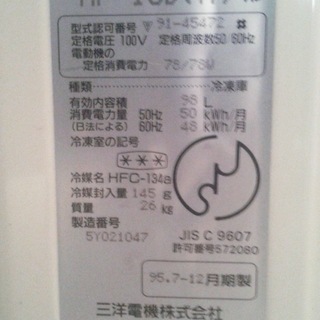 型式認可番号 〒91-45472
定格電圧 100V 定格周波数50/60Hz
電動機の
定格消費電力 78/78W
種類 冷凍庫
有効内容積 98 L
消費電力量 50Hz 50 kWh/月
(B法による) 60Hz 48 kWh/月
冷凍室の記号
***
冷媒名 HFC-134a
冷媒封入量 145 g
質量 26 kg
製造番号
5Y021047
JIS C 9607
許可番号572080
95.7-12月期製
三洋電機株式会社